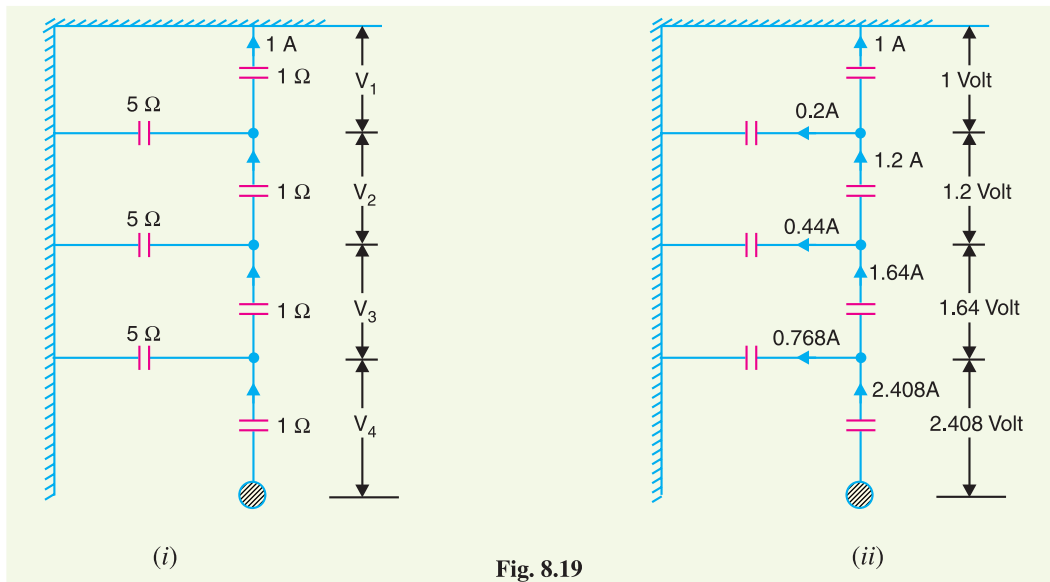 1 A
1 Ω
V1
5 Ω
1 Ω
V2
5 Ω
1 Ω
V3
5 Ω
1 Ω
V4
(i)
1 A
1 Volt
0.2A
1.2 A
1.2 Volt
0.44A
1.64A
1.64 Volt
0.768A
2.408A
2.408 Volt
(ii)
Fig. 8.19